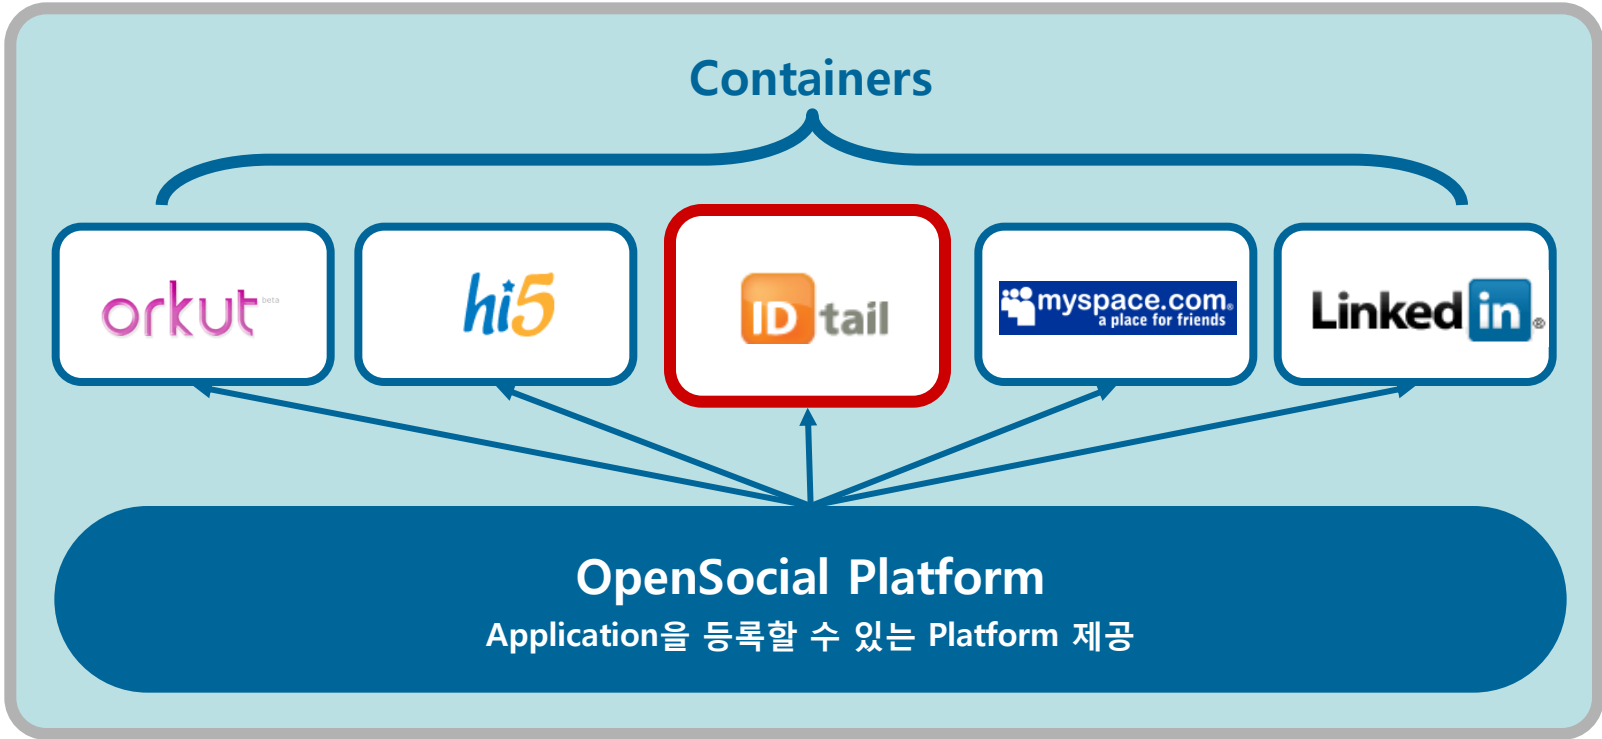 Containers
orkut beta
hi5
ID tail
myspace.com®
a place for friends
Linked in®
OpenSocial Platform
Application을 등록할 수 있는 Platform 제공